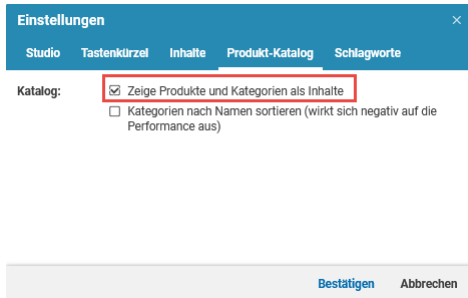 Einstellungen
Studio Tastenkürzel Inhalte Produkt-Katalog Schlagworte
Katalog: Zeige Produkte und Kategorien als Inhalte
Kategorien nach Namen sortieren (wirkt sich negativ auf die
Performance aus)
Bestätigen Abbrechen